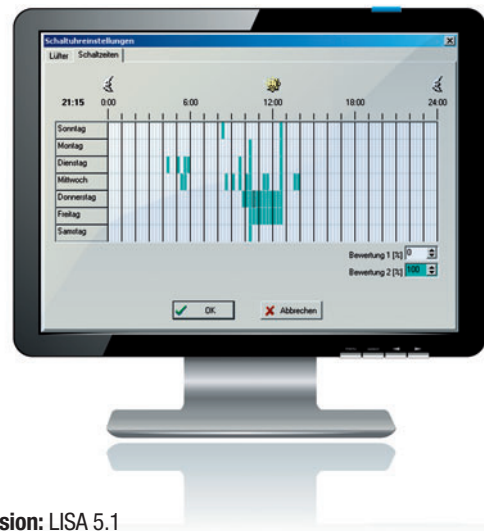 Schaltuhreinstellungen
Lüfter Schaltzeiten
21:15 0:00 6:00 12:00 18:00 24:00
Sonntag
Montag
Dienstag
Mittwoch
Donnerstag
Freitag
Samstag
Bewertung 1 [%] 0
Bewertung 2 [%] 100
OK Abbrechen
sion: LISA 5.1